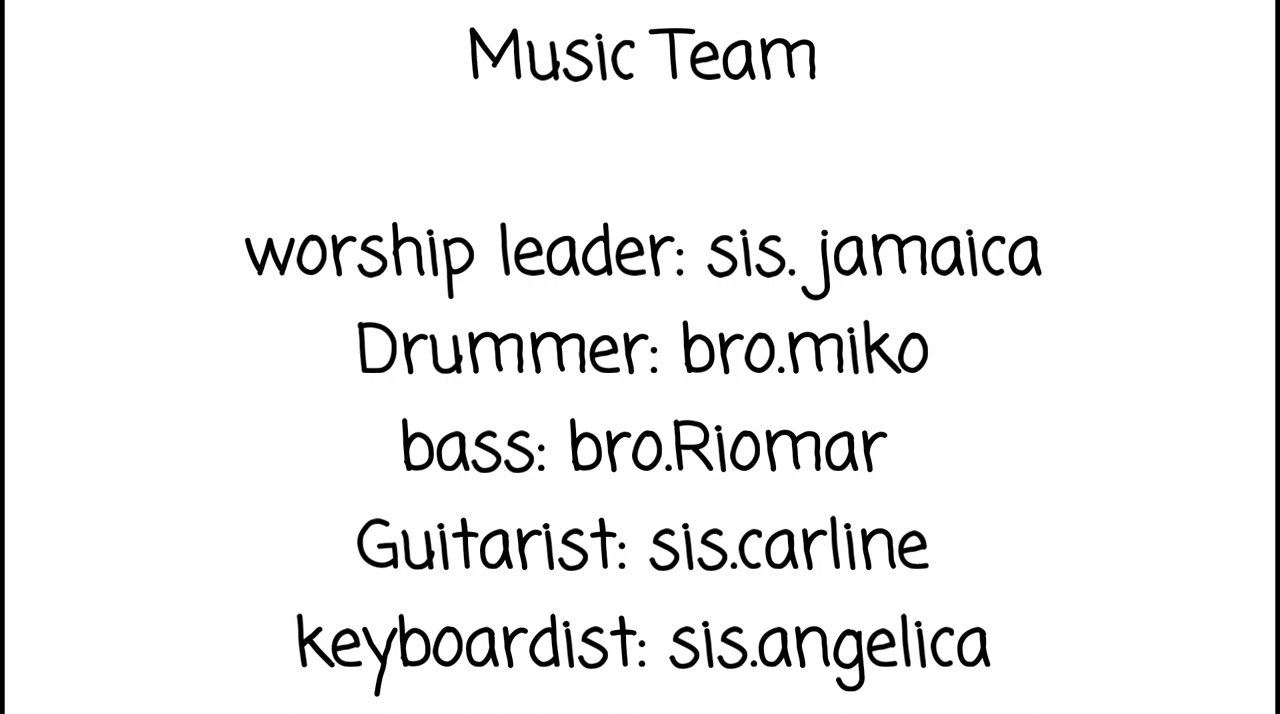 Music Team
worship leader: sis. jamaica
Drummer: bro.miko
bass: bro.Riomar
Guitarist: sis.carline
keyboardist: sis.angelica